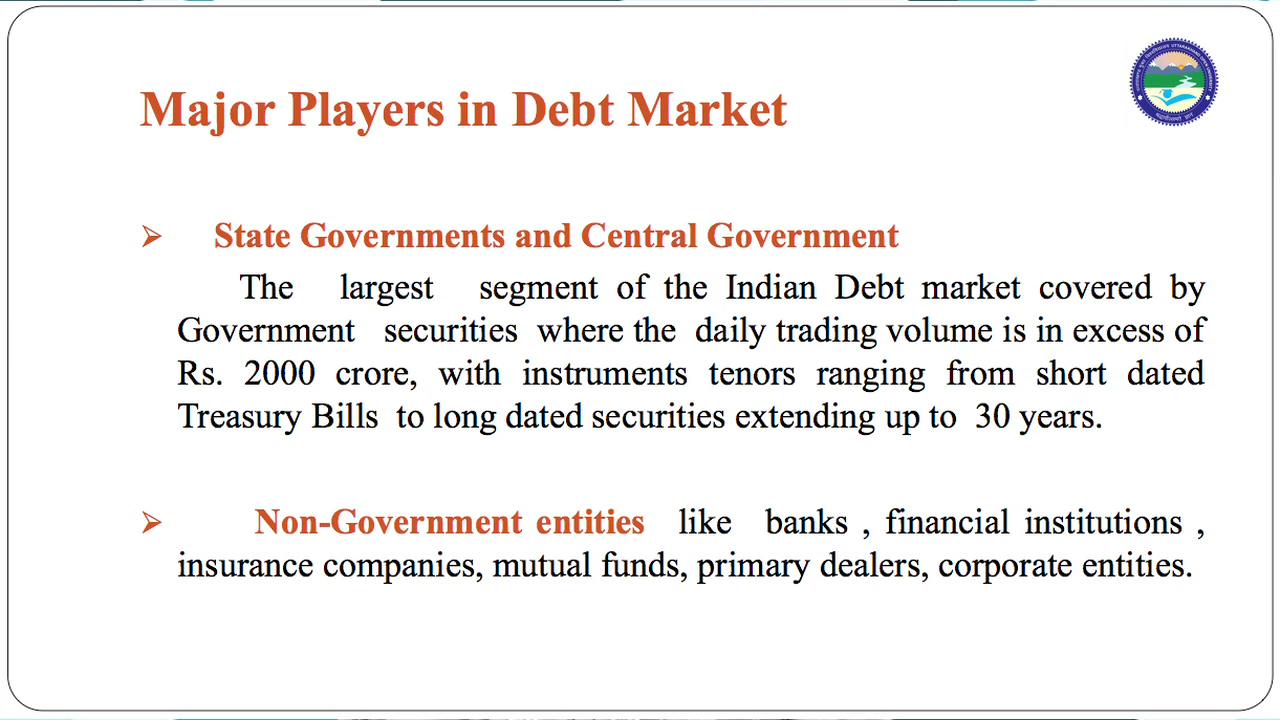 Major Players in Debt Market
➢ State Governments and Central Government
The largest segment of the Indian Debt market covered by
Government securities where the daily trading volume is in excess of
Rs. 2000 crore, with instruments tenors ranging from short dated
Treasury Bills to long dated securities extending up to 30 years.
➢ Non-Government entities like banks , financial institutions ,
insurance companies, mutual funds, primary dealers, corporate entities.